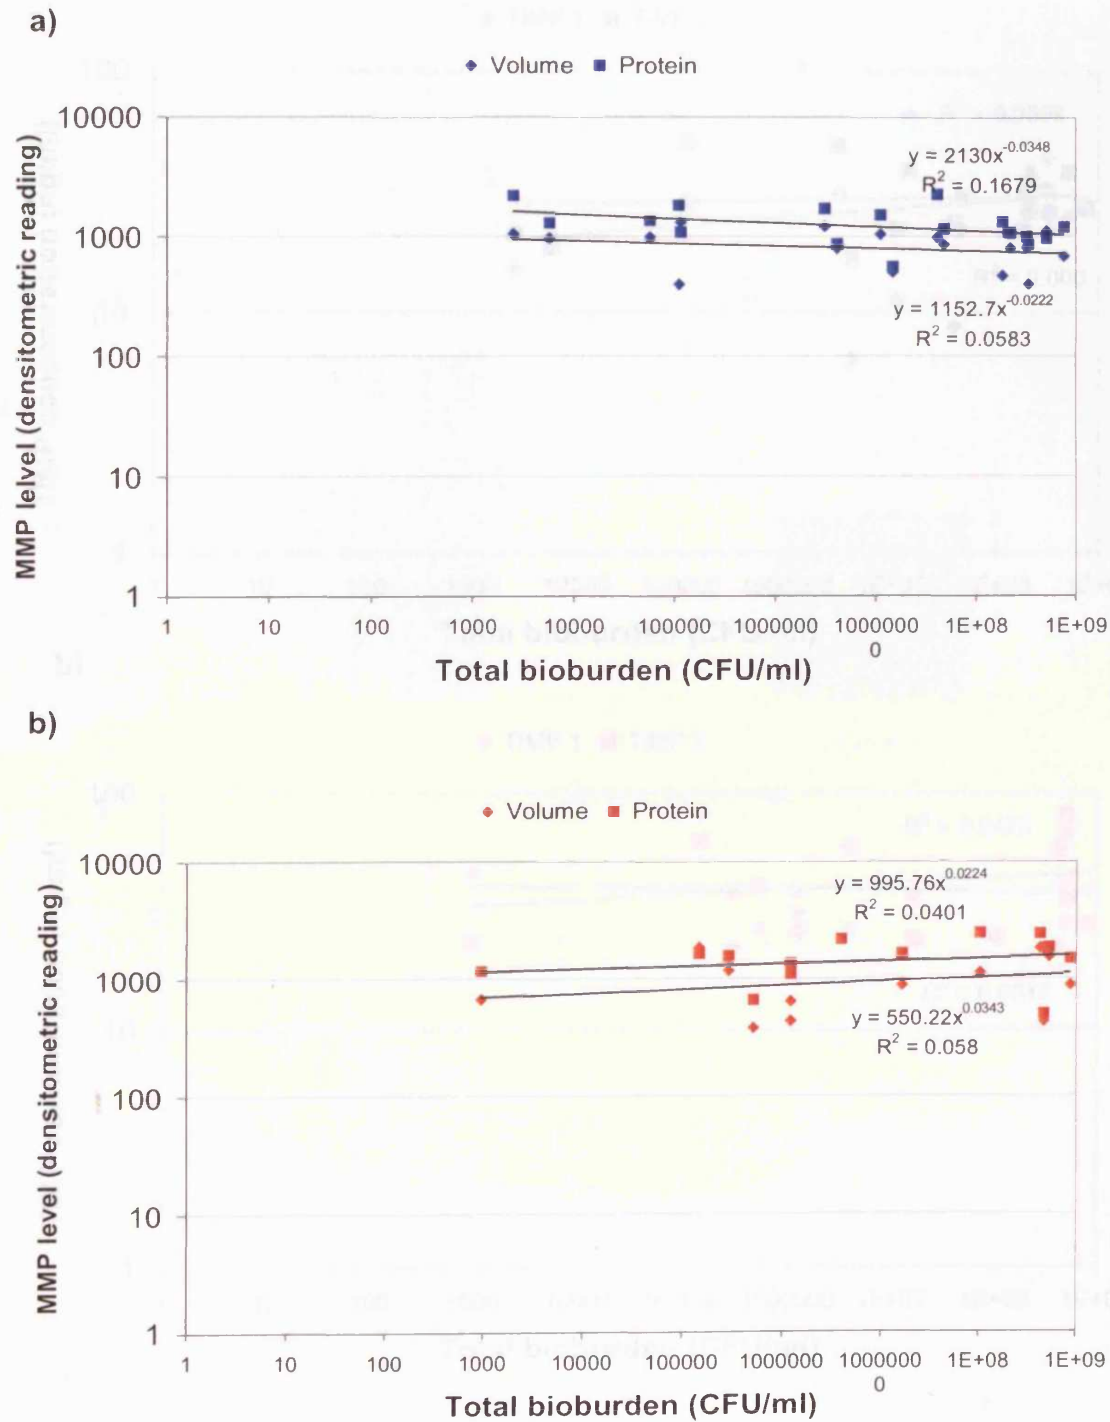 a)
Volume Protein
10000
y = 2130x^-0.0348
R² = 0.1679
1000
y = 1152.7x^-0.0222
R² = 0.0583
100
10
1
MMP lelvel (densitometric reading)
1 10 100 1000 10000 100000 1000000 1000000 1E+08 1E+09
0
Total bioburden (CFU/ml)
b)
Volume Protein
10000
y = 995.76x^0.0224
R² = 0.0401
1000
y = 550.22x^0.0343
R² = 0.058
100
10
1
MMP level (densitometric reading)
1 10 100 1000 10000 100000 1000000 1000000 1E+08 1E+09
0
Total bioburden (CFU/ml)